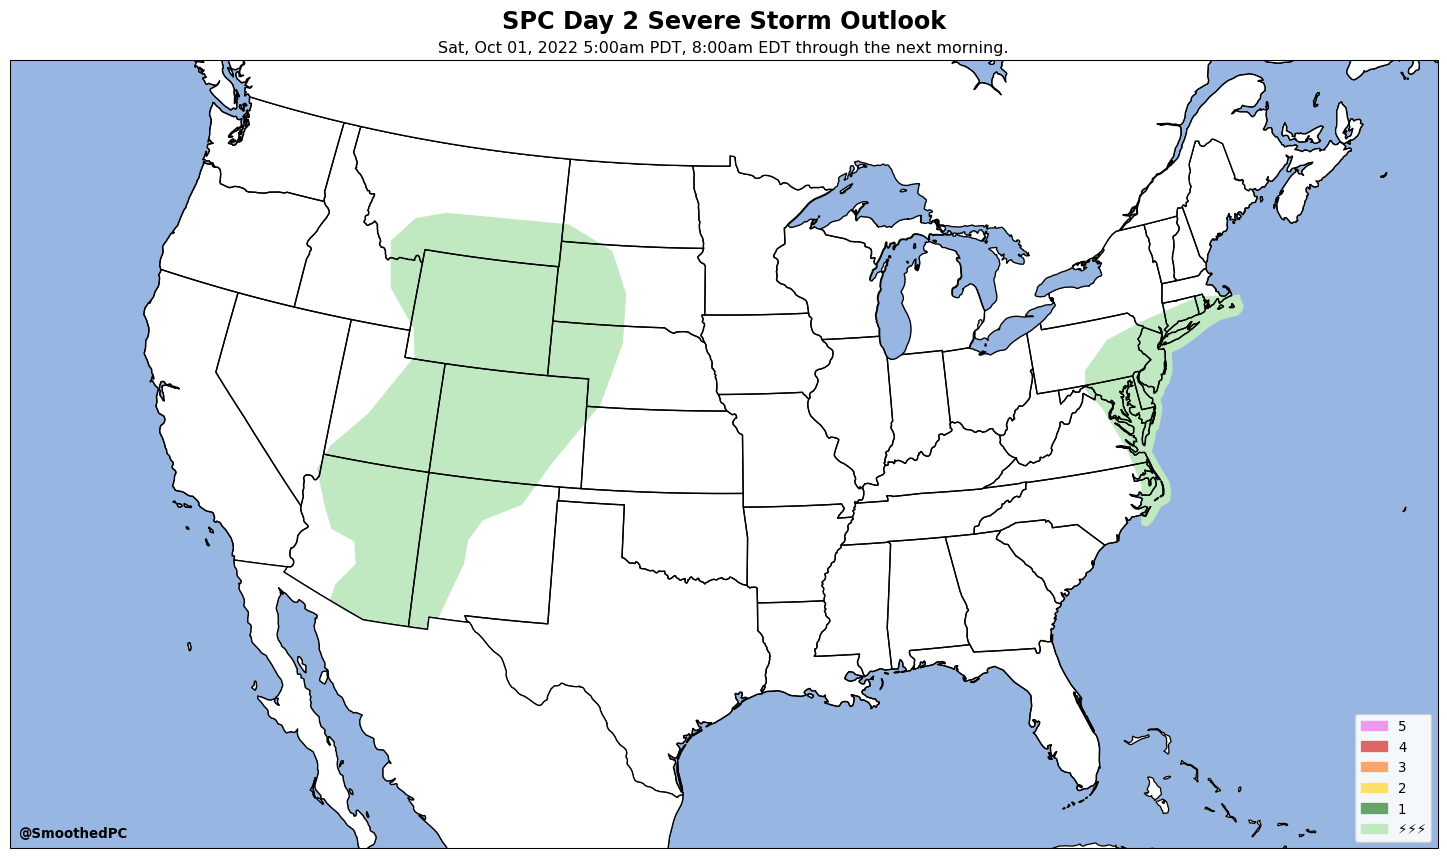 SPC Day 2 Severe Storm Outlook
Sat, Oct 01, 2022 5:00am PDT, 8:00am EDT through the next morning.
5
4
3
2
1
⚡⚡⚡
@SmoothedPC